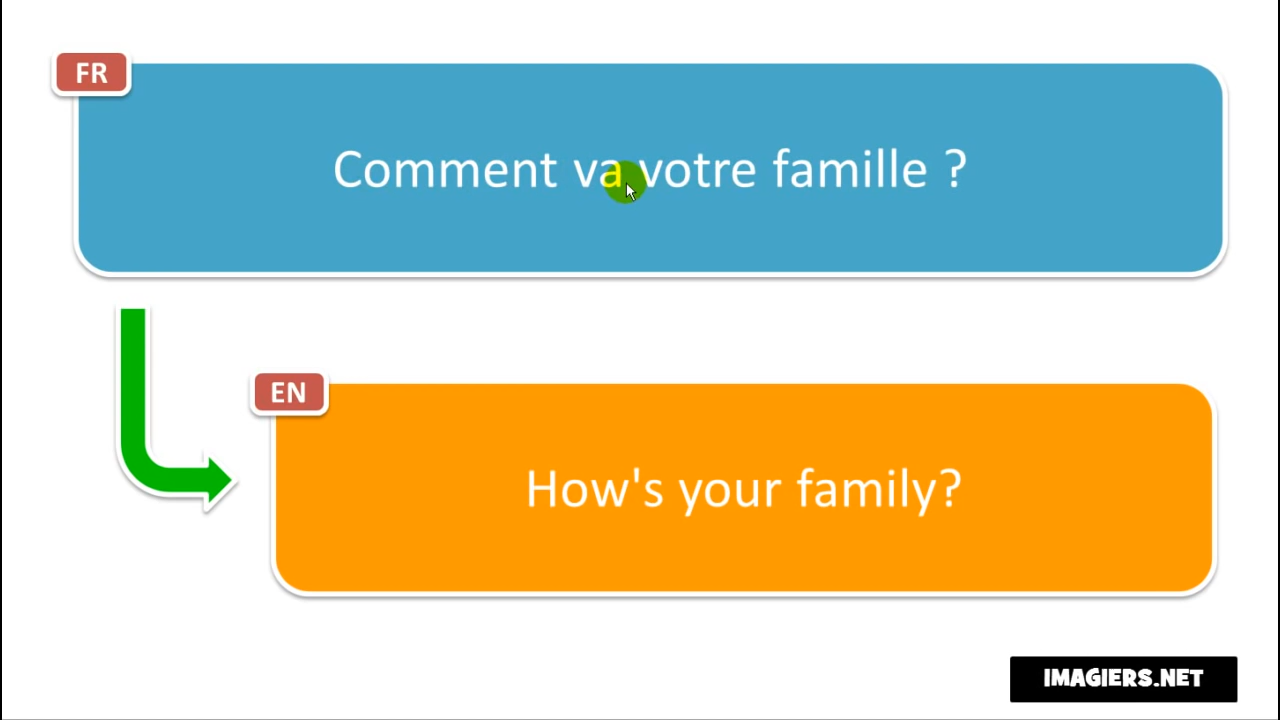 FR
Comment va votre famille ?
EN
How's your family?
IMAGIERS.NET